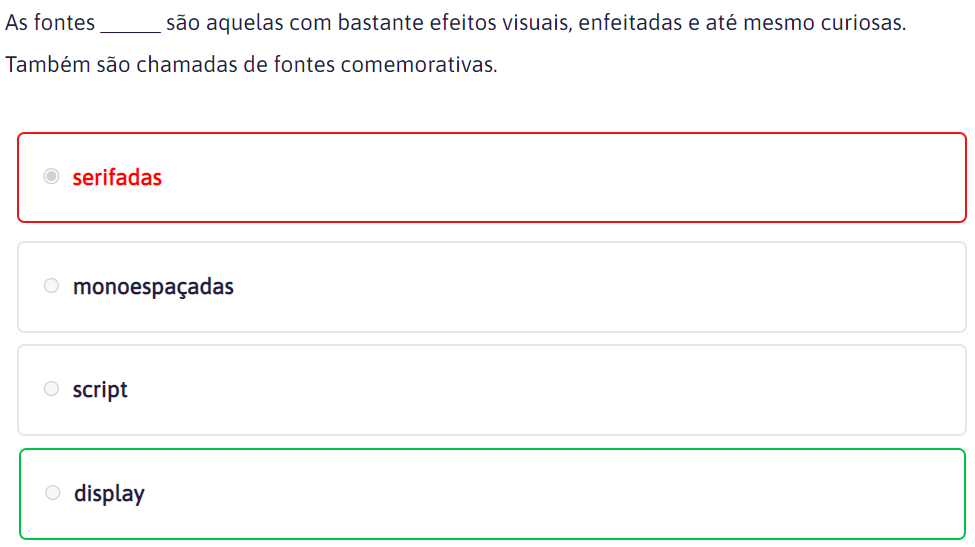 As fontes ______ são aquelas com bastante efeitos visuais, enfeitadas e até mesmo curiosas.
Também são chamadas de fontes comemorativas.
serifadas
monoespaçadas
script
display